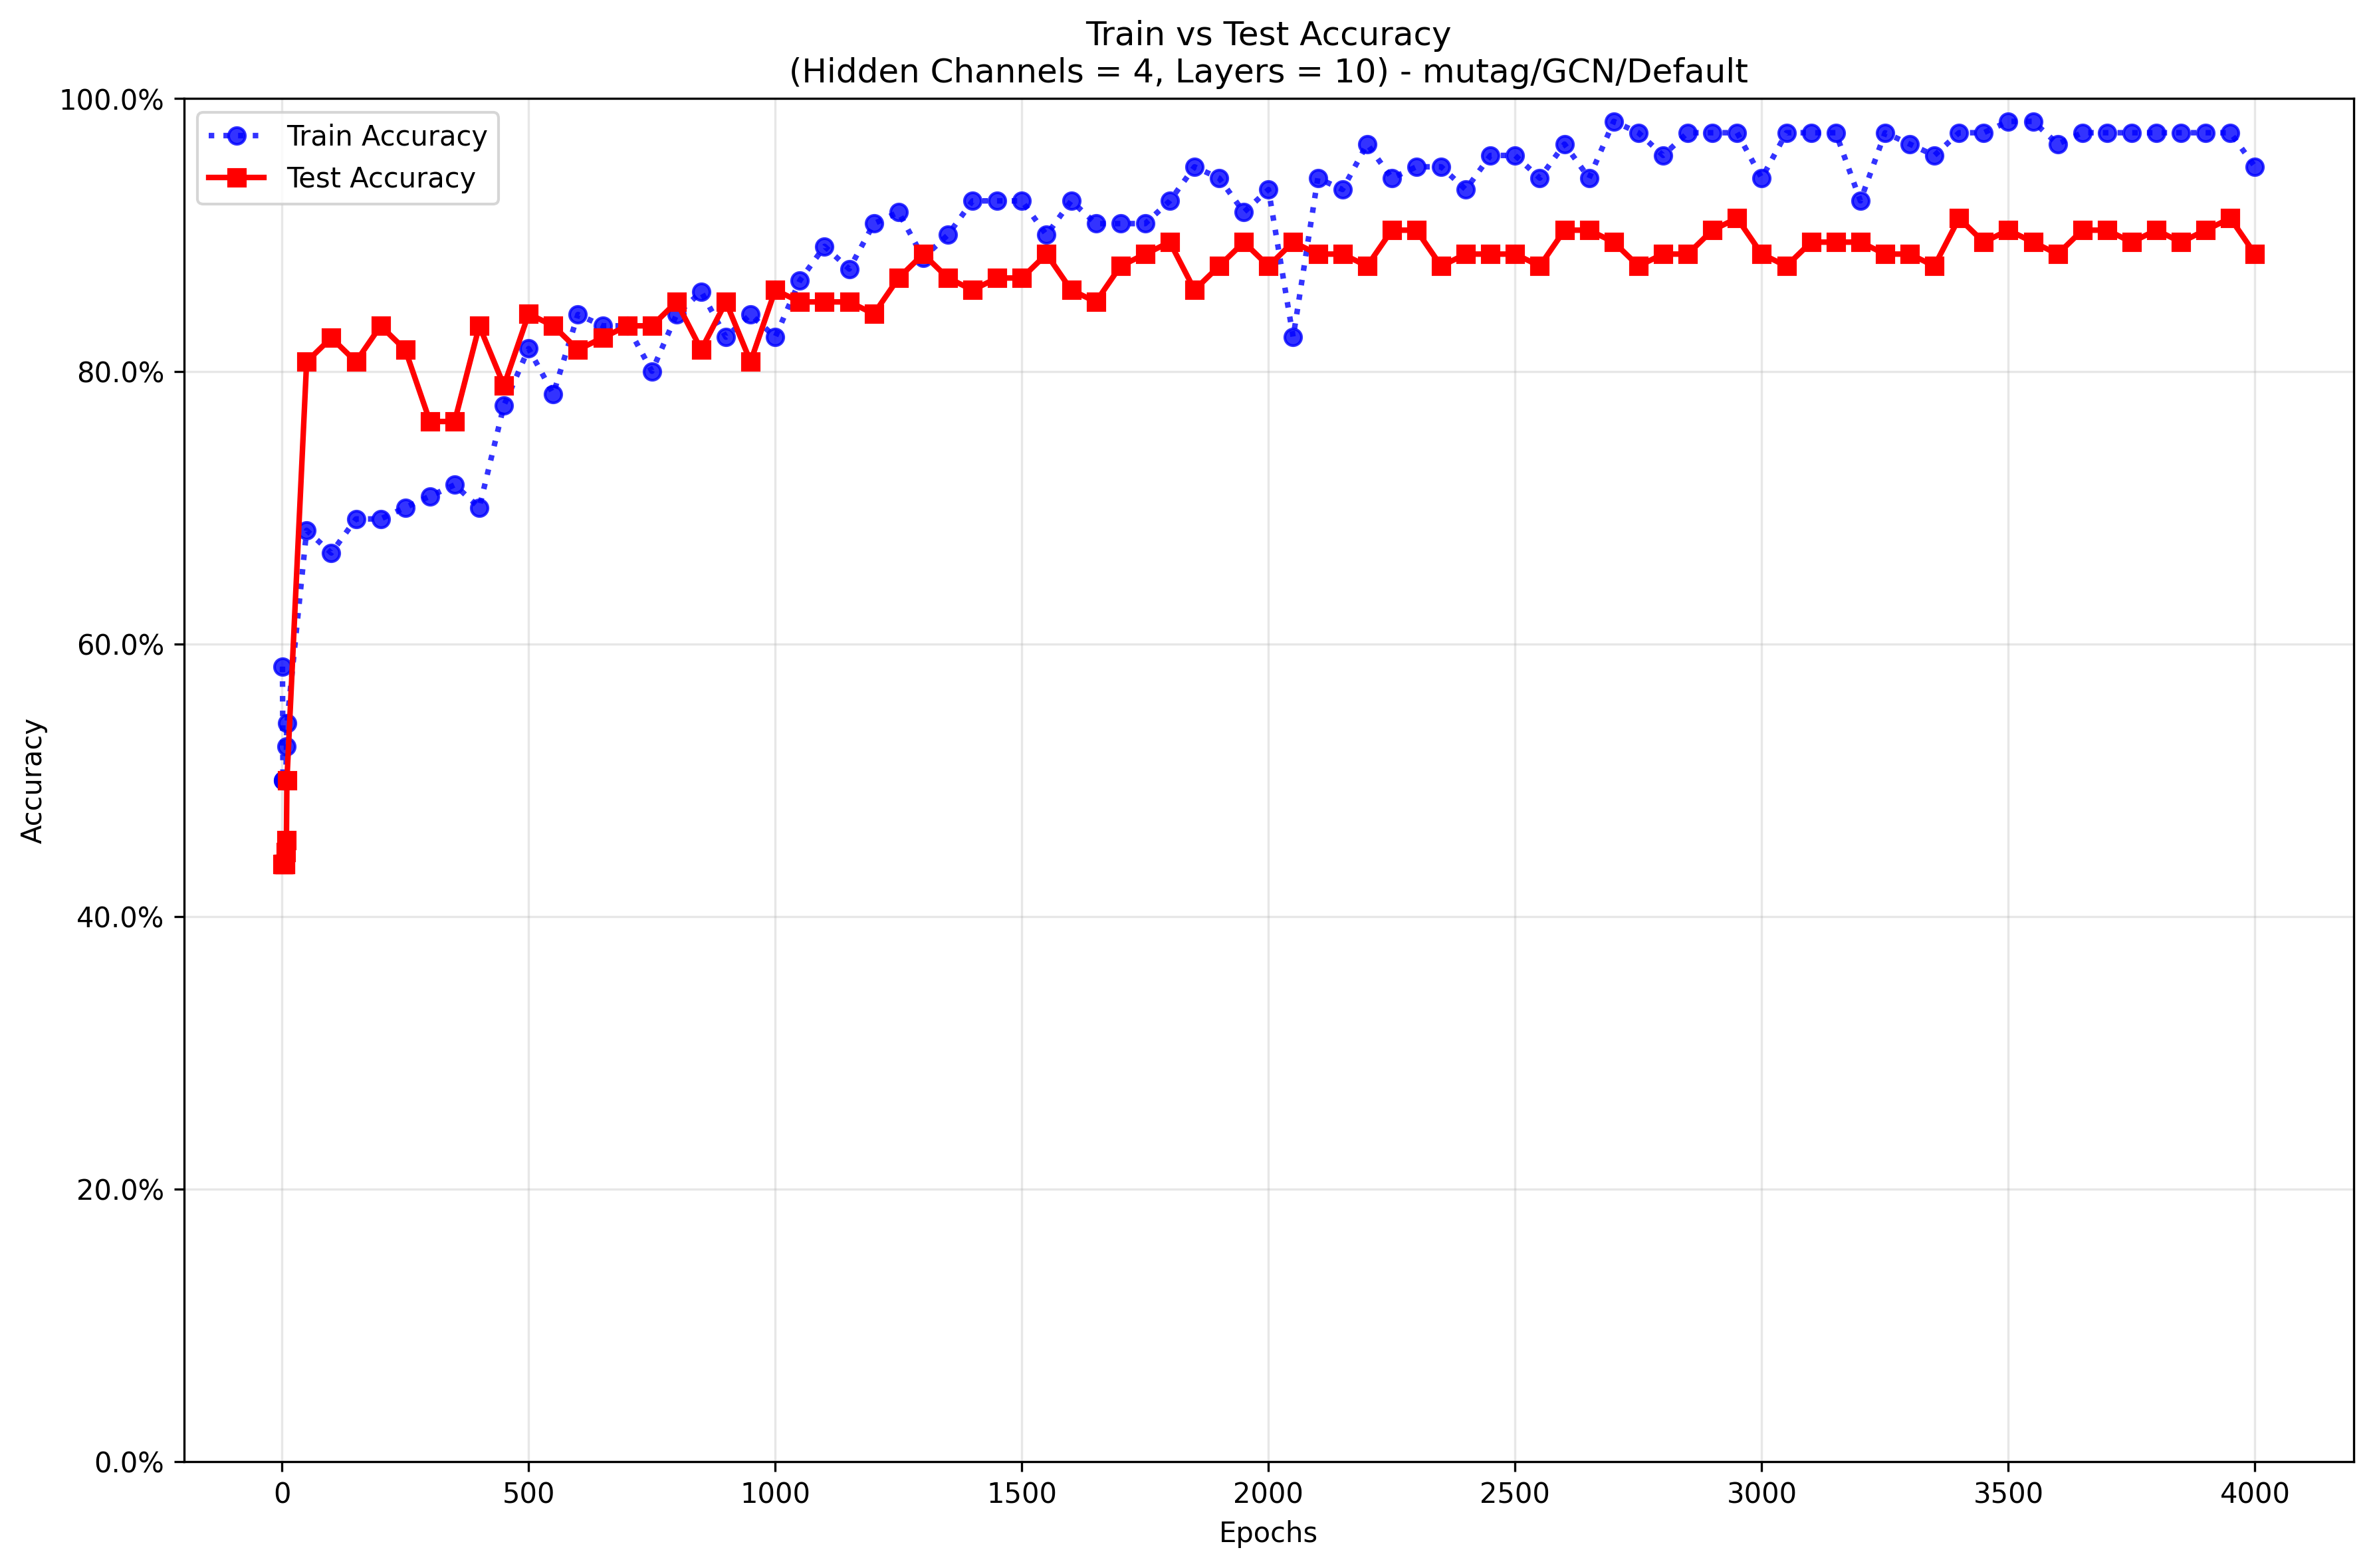 Train vs Test Accuracy
(Hidden Channels = 4, Layers = 10) - mutag/GCN/Default
Train Accuracy
Test Accuracy
100.0%
80.0%
60.0%
40.0%
20.0%
0.0%
Accuracy
0 500 1000 1500 2000 2500 3000 3500 4000
Epochs